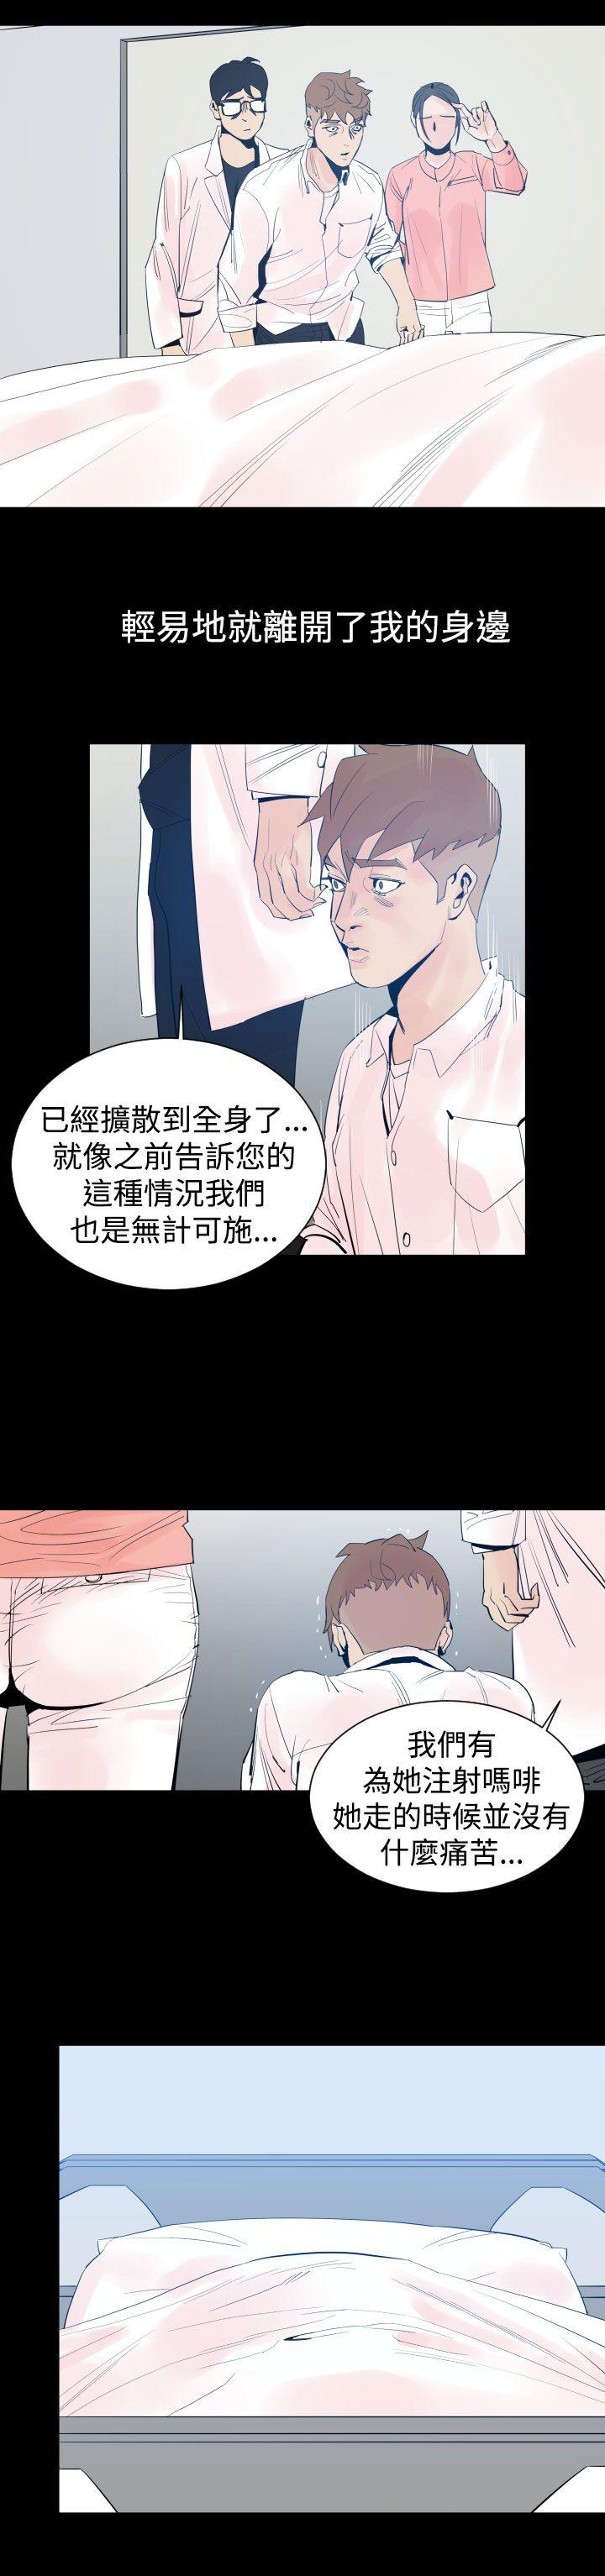 輕易地就離開了我的身邊
已經擴散到全身了...
就像之前告訴您的
這種情況我們
也是無計可施...
我們有
為她注射嗎啡
她走的時候並沒有
什麼痛苦...